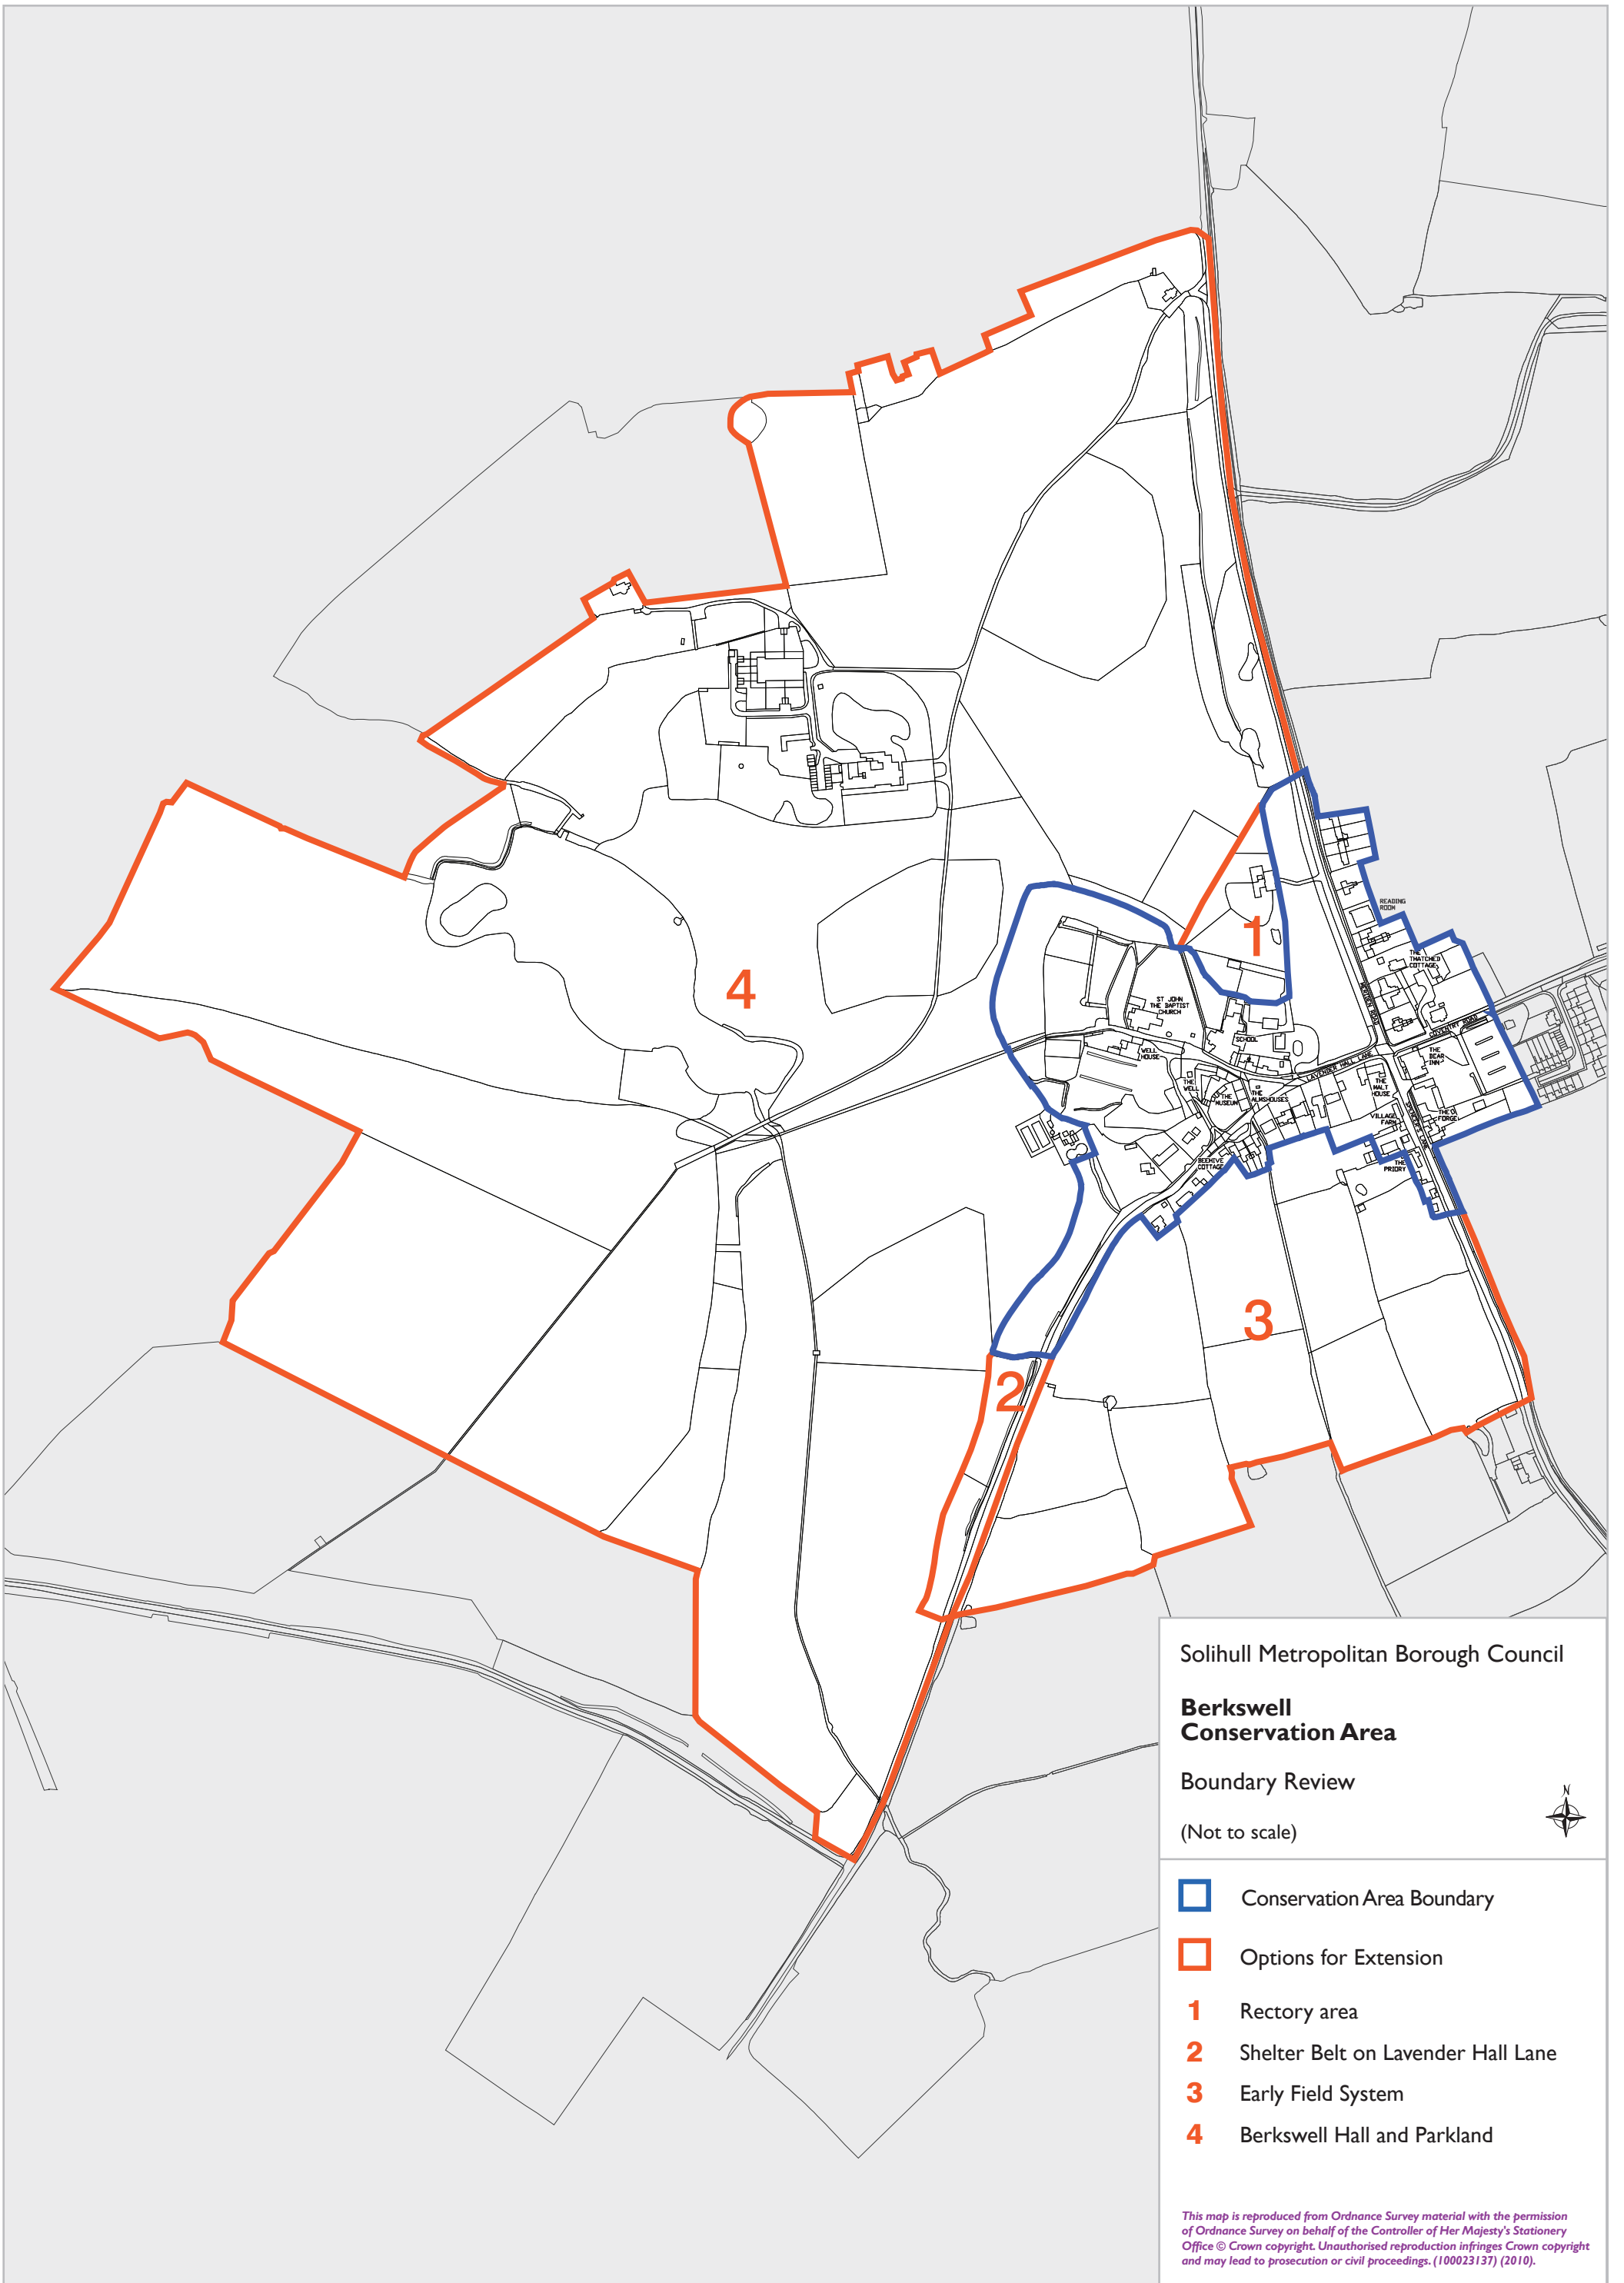 READING
ROOM
1
THE
THATCHED
COTTAGE
4
ST JOHN
THE BAPTIST
CHURCH
MERIDEN ROAD
COVENTRY ROAD
SCHOOL
WELL
HOUSE
THE
BEAR
INN
LAVENDER HALL LANE
THE
WELL
THE
MALT
HOUSE
THE
MUSEUM
THE
ALMSHOUSES
VILLAGE
FARM
THE
FORGE
SPENCER'S LANE
BEEHIVE
COTTAGE
THE
PRIORY
3
2
Solihull Metropolitan Borough Council
Berkswell
Conservation Area
Boundary Review
N
(Not to scale)
Conservation Area Boundary
Options for Extension
1 Rectory area
2 Shelter Belt on Lavender Hall Lane
3 Early Field System
4 Berkswell Hall and Parkland
This map is reproduced from Ordnance Survey material with the permission
of Ordnance Survey on behalf of the Controller of Her Majesty's Stationery
Office © Crown copyright. Unauthorised reproduction infringes Crown copyright
and may lead to prosecution or civil proceedings. (100023137) (2010).